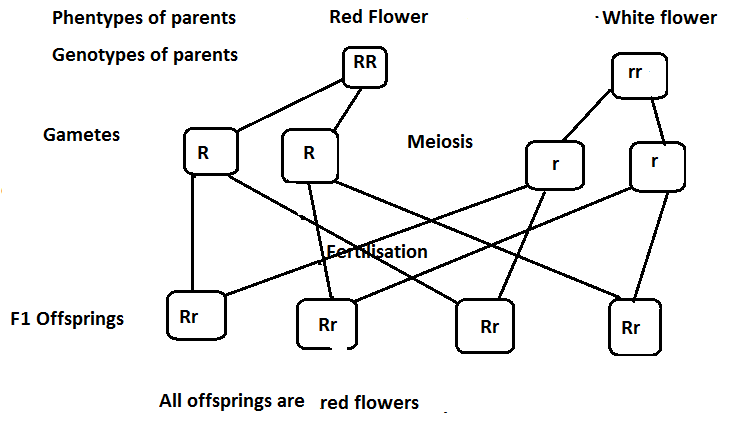 Phentypes of parents Red Flower White flower
Genotypes of parents RR rr
Gametes R R Meiosis r r
Fertilisation
F1 Offsprings Rr Rr Rr Rr
All offsprings are red flowers